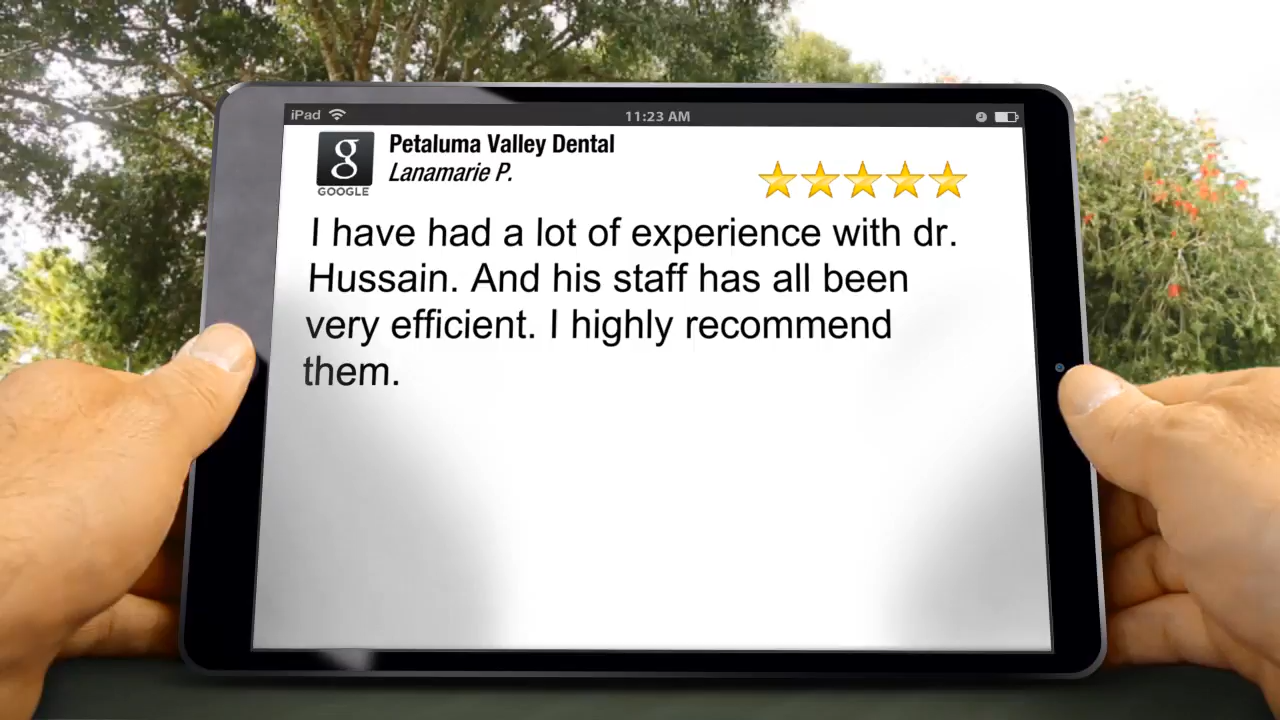 iPad
11:23 AM
g
GOOGLE
Petaluma Valley Dental
Lanamarie P.
I have had a lot of experience with dr.
Hussain. And his staff has all been
very efficient. I highly recommend
them.